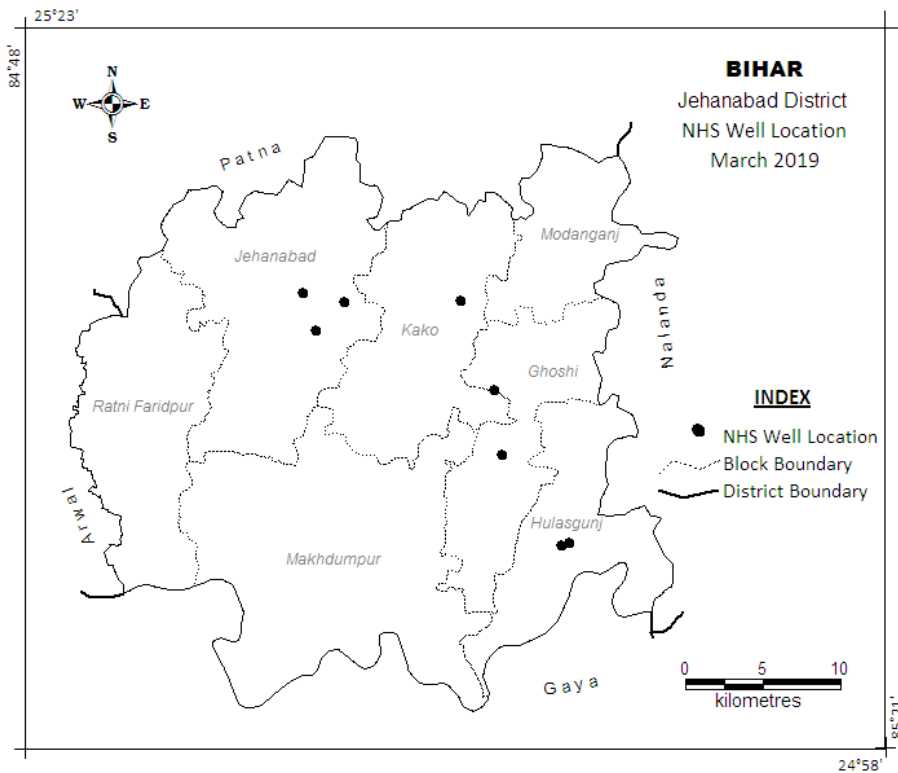 25°23'
84°48'
BIHAR
Jehanabad District
NHS Well Location
March 2019
N
W E
S
Patna
Modanganj
Jehanabad
Nalanda
Kako
Ghoshi
Ratni Faridpur
INDEX
NHS Well Location
Block Boundary
District Boundary
Arwal
Hulasgunj
Makhdumpur
Gaya
0 5 10
kilometres
85°21'
24°58'